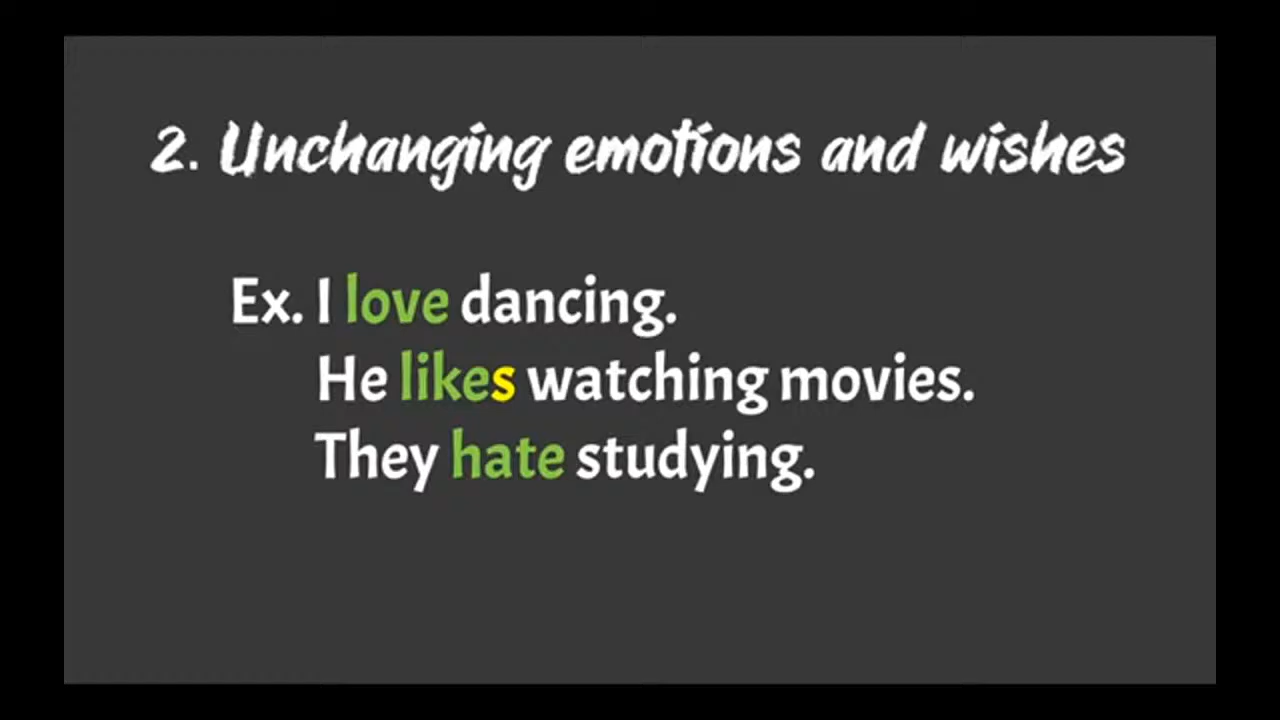 2. Unchanging emotions and wishes
Ex. I love dancing.
He likes watching movies.
They hate studying.